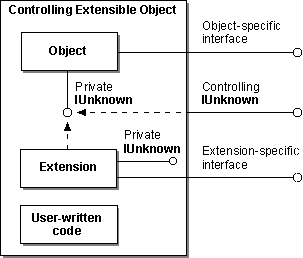 Controlling Extensible Object
Object
Object-specific
interface
Private
IUnknown
Controlling
IUnknown
Private
IUnknown
Extension
Extension-specific
interface
User-written
code